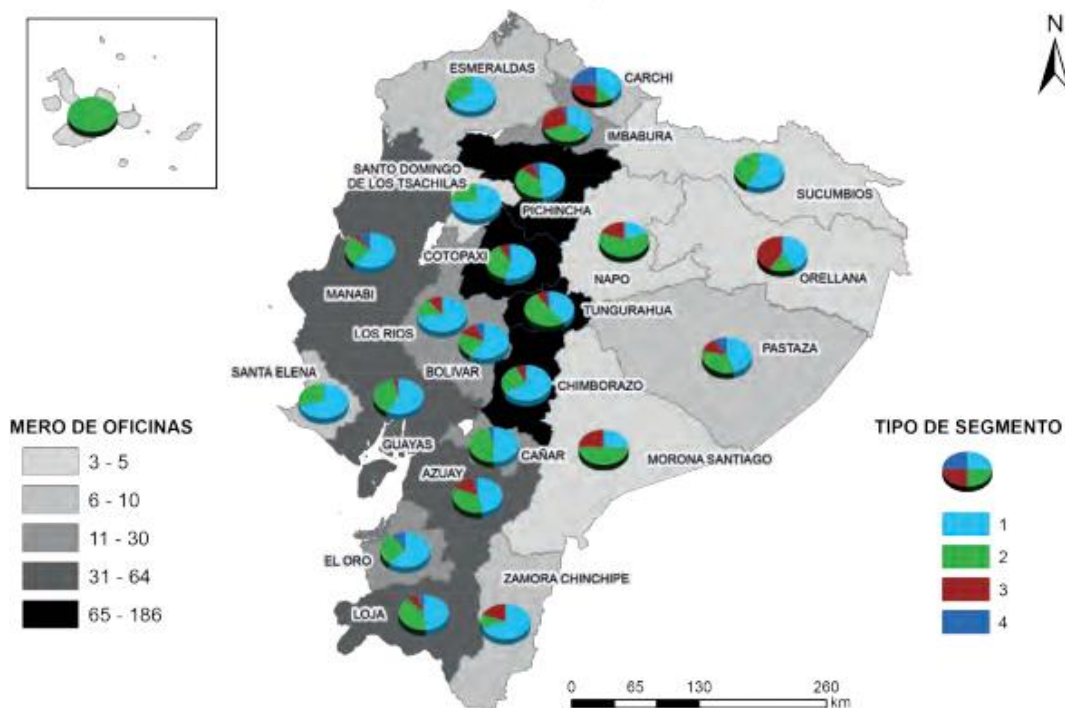 N
ESMERALDAS
CARCHI
IMBABURA
SANTO DOMINGO
DE LOS TSACHILAS
PICHINCHA
SUCUMBIOS
COTOPAXI
NAPO
ORELLANA
MANABI
TUNGURAHUA
LOS RIOS
PASTAZA
BOLIVAR
SANTA ELENA
CHIMBORAZO
GUAYAS
CAÑAR
MORONA SANTIAGO
AZUAY
EL ORO
ZAMORA CHINCHIPE
LOJA
MERO DE OFICINAS
3 - 5
6 - 10
11 - 30
31 - 64
65 - 186
TIPO DE SEGMENTO
1
2
3
4
0 65 130 260
km